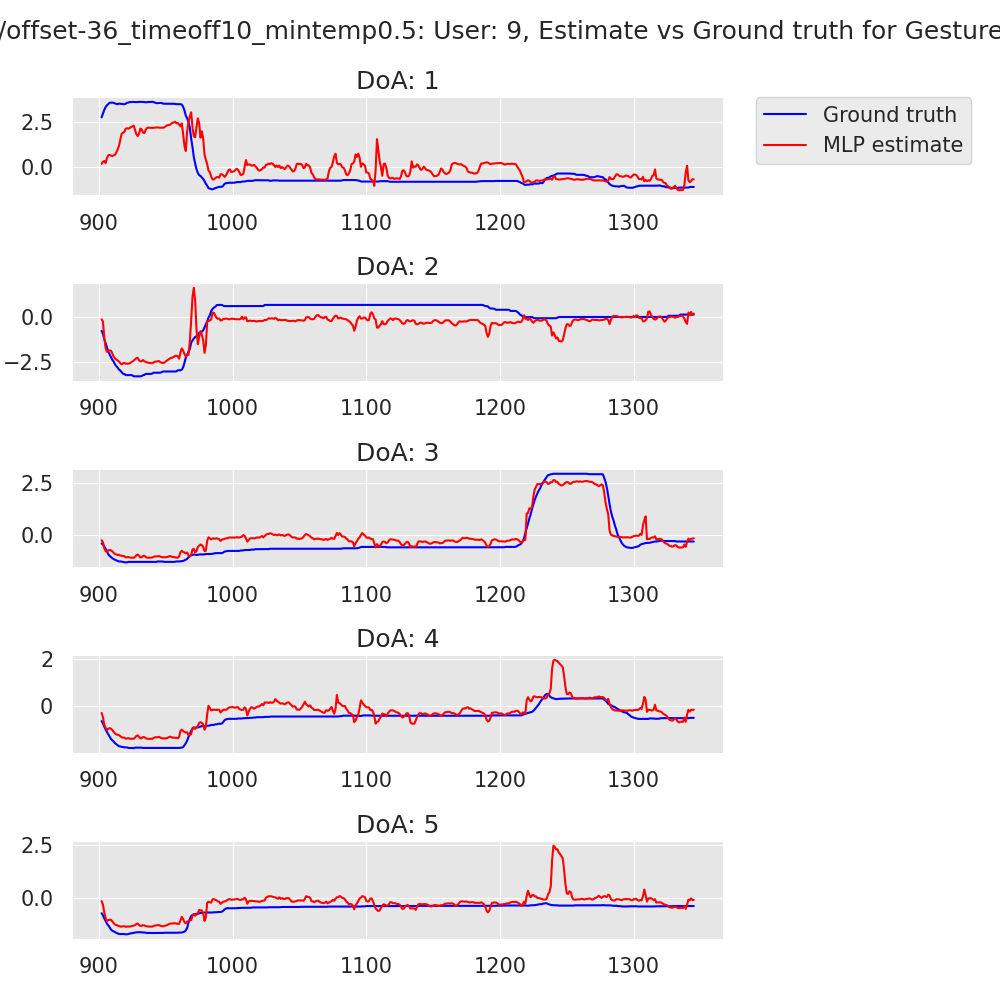 /offset-36_timeoff10_mintemp0.5: User: 9, Estimate vs Ground truth for Gesture
DoA: 1
Ground truth
MLP estimate
2.5
0.0
900 1000 1100 1200 1300
DoA: 2
0.0
−2.5
900 1000 1100 1200 1300
DoA: 3
2.5
0.0
900 1000 1100 1200 1300
DoA: 4
2
0
900 1000 1100 1200 1300
DoA: 5
2.5
0.0
900 1000 1100 1200 1300